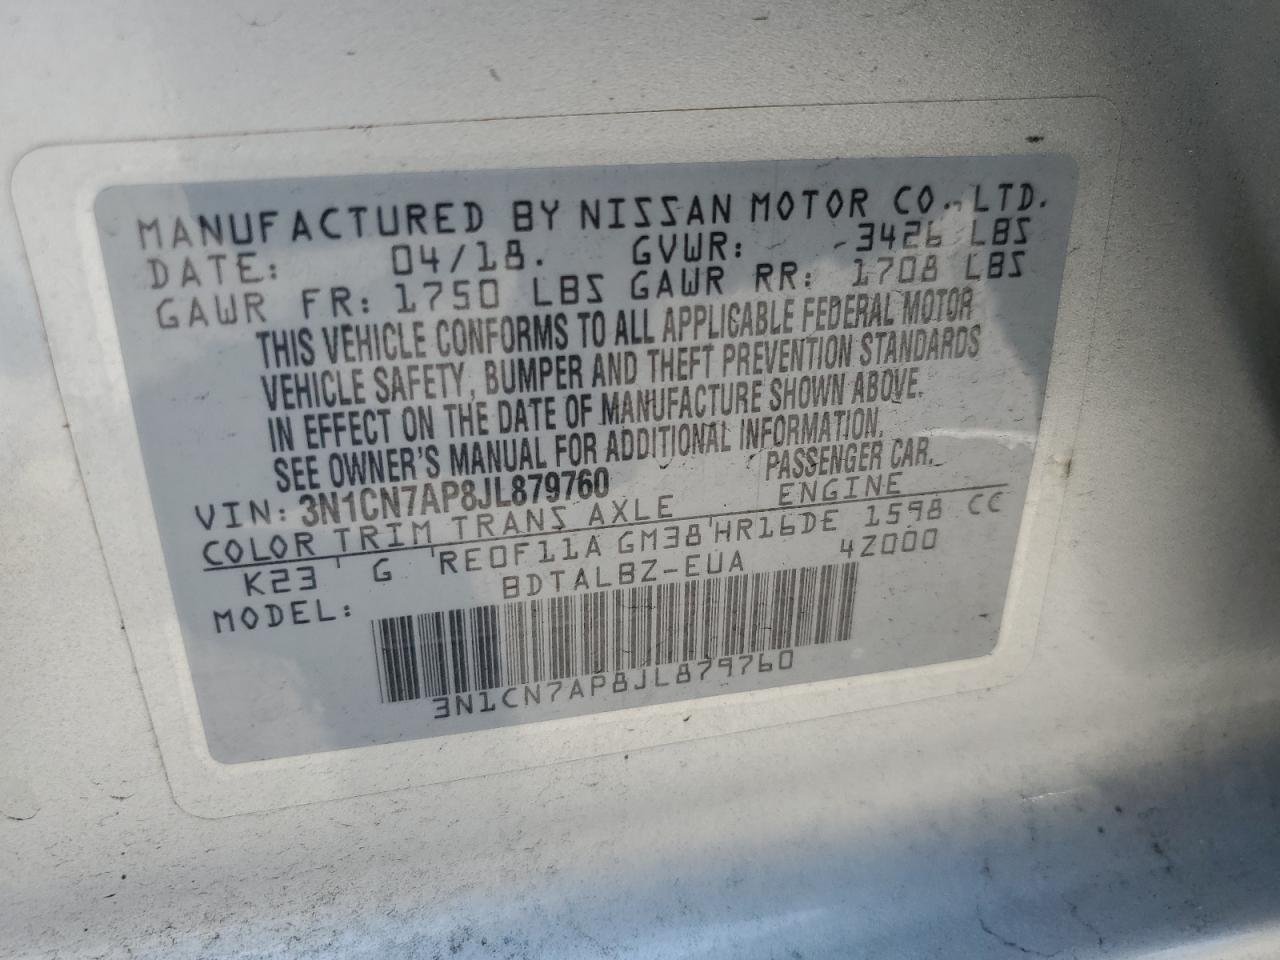 MANUFACTURED BY NISSAN MOTOR CO., LTD.
DATE: 04/18. GVWR: 3426 LBS
GAWR FR: 1750 LBS GAWR RR: 1708 LBS
THIS VEHICLE CONFORMS TO ALL APPLICABLE FEDERAL MOTOR
VEHICLE SAFETY, BUMPER AND THEFT PREVENTION STANDARDS
IN EFFECT ON THE DATE OF MANUFACTURE SHOWN ABOVE.
SEE OWNER'S MANUAL FOR ADDITIONAL INFORMATION.
VIN: 3N1CN7AP8JL879760 PASSENGER CAR.
COLOR TRIM TRANS AXLE ENGINE
K23 G RE0F11A GM38 HR16DE 1598 CC
MODEL: BDTALBZ-EUA 42000
3N1CN7AP8JL879760